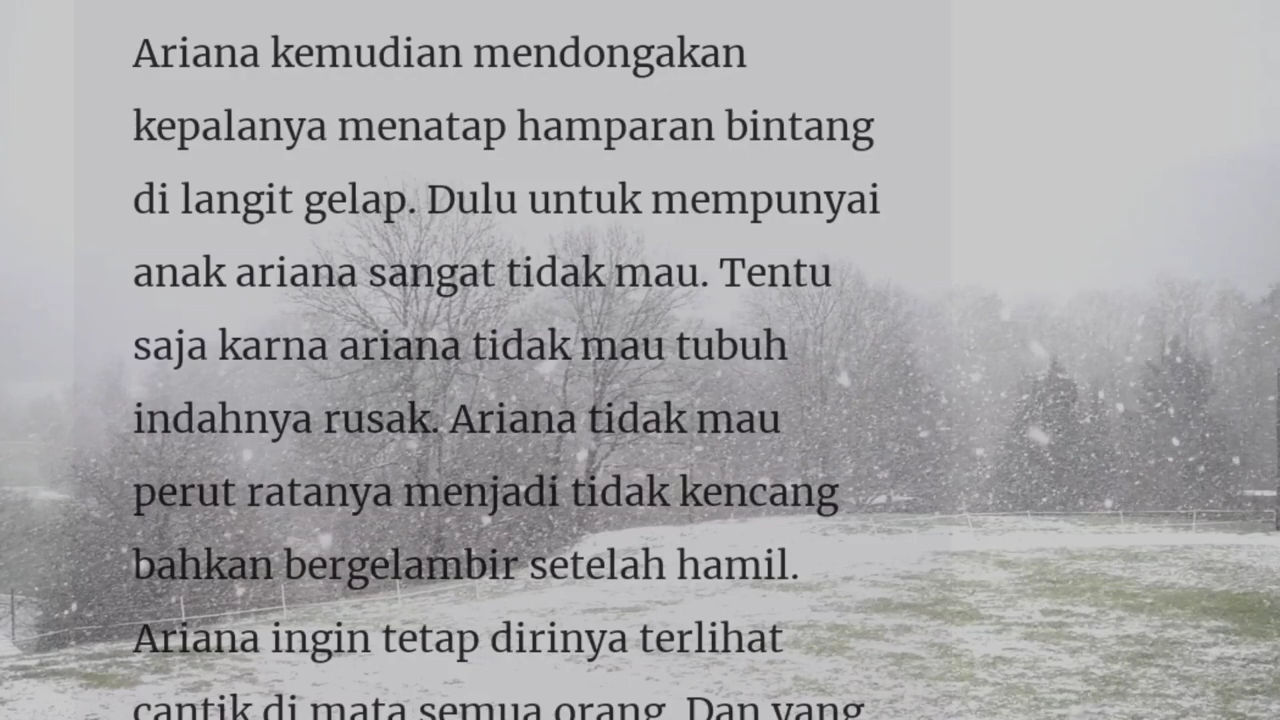 Ariana kemudian mendongakan
kepalanya menatap hamparan bintang
di langit gelap. Dulu untuk mempunyai
anak ariana sangat tidak mau. Tentu
saja karna ariana tidak mau tubuh
indahnya rusak. Ariana tidak mau
perut ratanya menjadi tidak kencang
bahkan bergelambir setelah hamil.
Ariana ingin tetap dirinya terlihat
cantik di mata semua orang. Dan yang